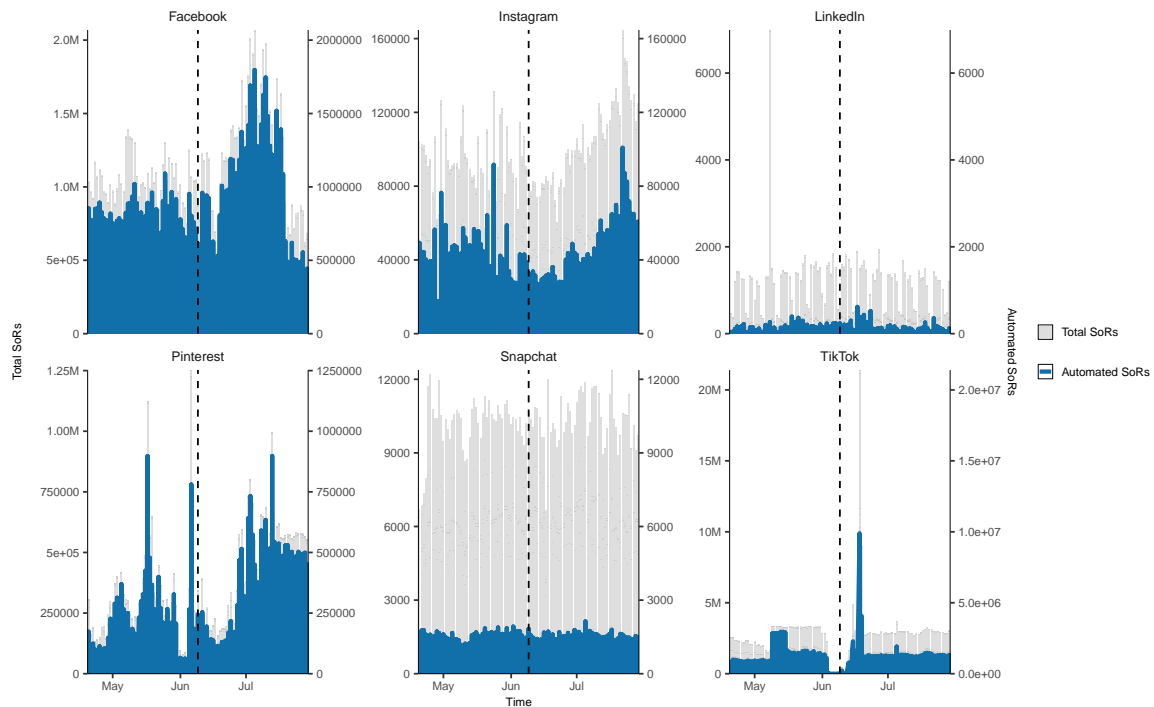 Facebook
Instagram
LinkedIn
2.0M
1.5M
1.0M
5e+05
0
2000000
1500000
1000000
500000
0
160000
120000
80000
40000
0
160000
120000
80000
40000
0
6000
4000
2000
0
6000
4000
2000
0
Total SoRs
Automated SoRs
Total SoRs
Automated SoRs
Pinterest
Snapchat
TikTok
1.25M
1.00M
750000
5e+05
250000
0
1250000
1000000
750000
500000
250000
0
12000
9000
6000
3000
0
12000
9000
6000
3000
0
20M
15M
10M
5M
0
2.0e+07
1.5e+07
1.0e+07
5.0e+06
0.0e+00
May Jun Jul
May Jun Jul
May Jun Jul
Time